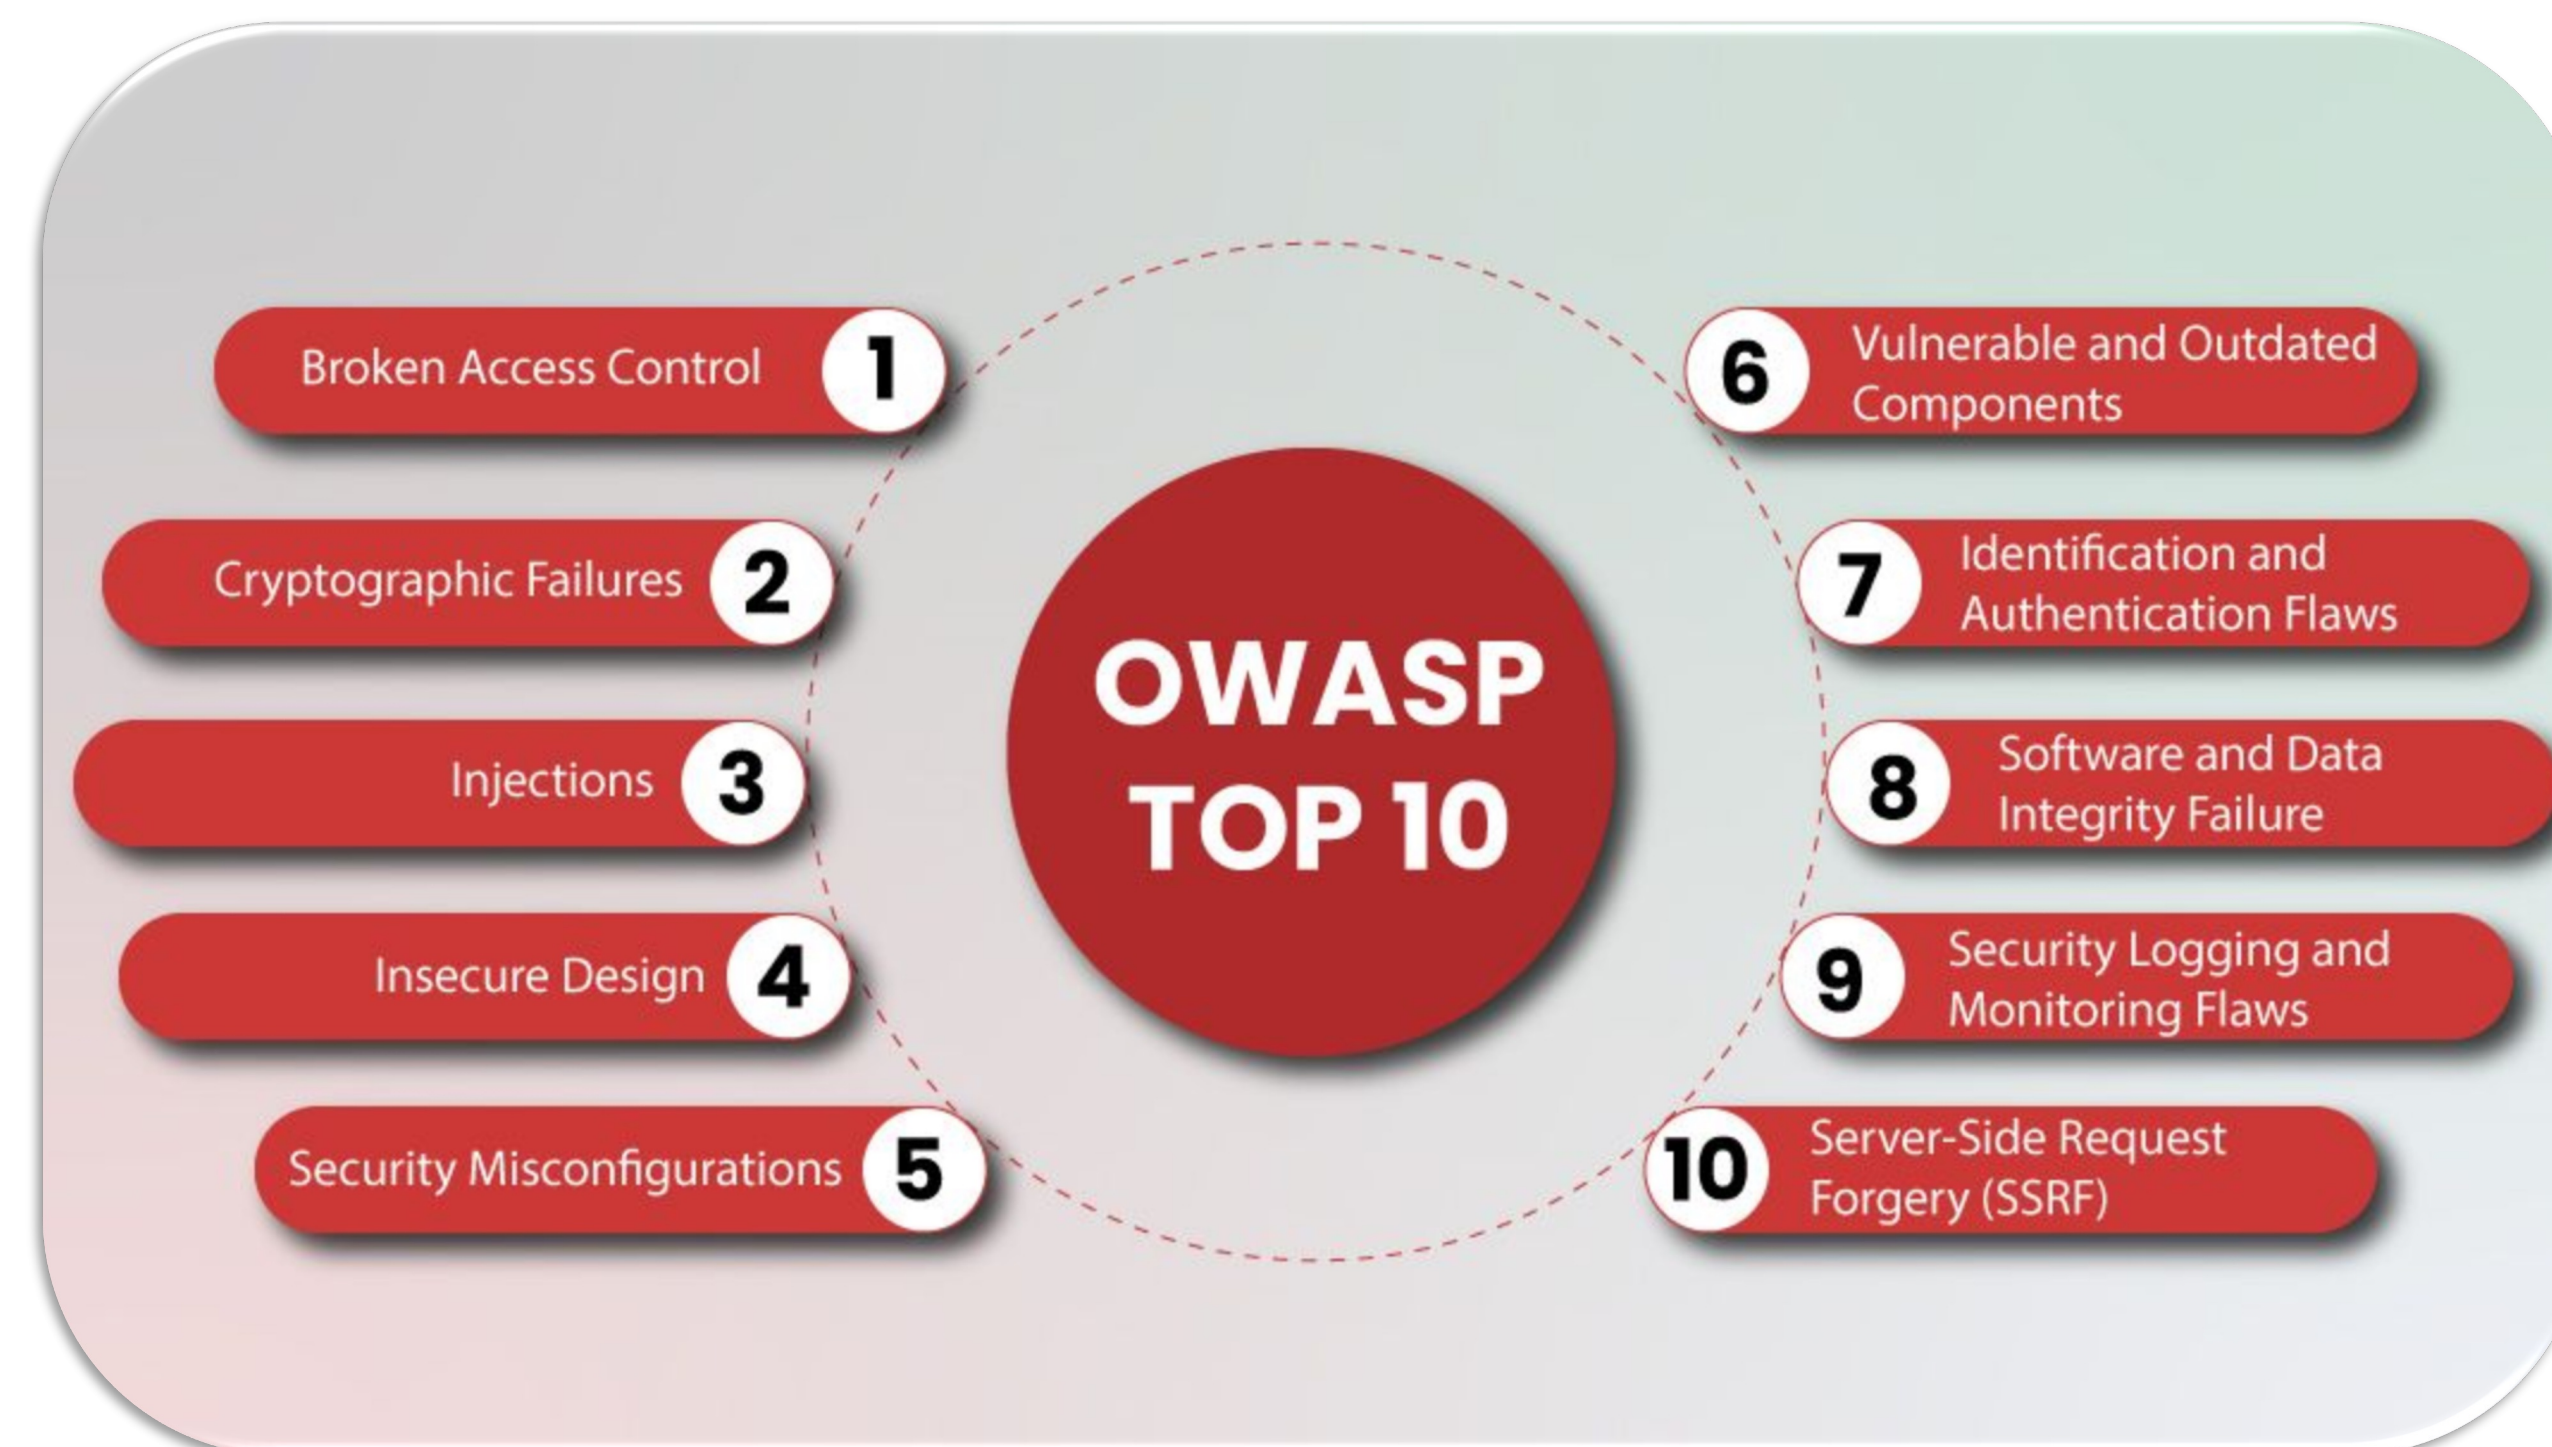 OWASP
TOP 10
Broken Access Control 1
Cryptographic Failures 2
Injections 3
Insecure Design 4
Security Misconfigurations 5
6 Vulnerable and Outdated
Components
7 Identification and
Authentication Flaws
8 Software and Data
Integrity Failure
9 Security Logging and
Monitoring Flaws
10 Server-Side Request
Forgery (SSRF)